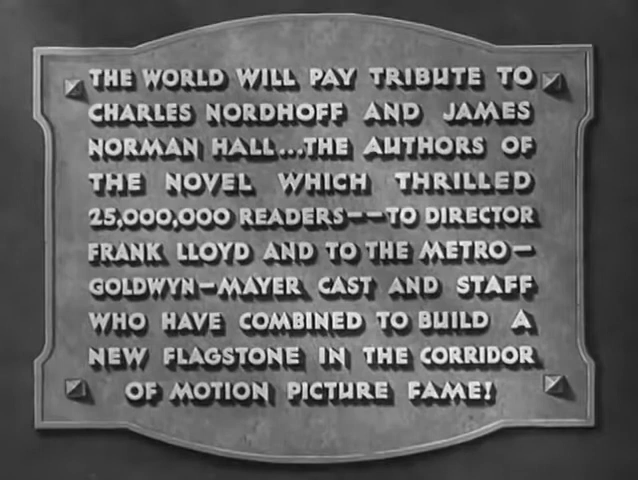 THE WORLD WILL PAY TRIBUTE TO
CHARLES NORDHOFF AND JAMES
NORMAN HALL...THE AUTHORS OF
THE NOVEL WHICH THRILLED
25,000,000 READERS--TO DIRECTOR
FRANK LLOYD AND TO THE METRO-
GOLDWYN-MAYER CAST AND STAFF
WHO HAVE COMBINED TO BUILD A
NEW FLAGSTONE IN THE CORRIDOR
OF MOTION PICTURE FAME!